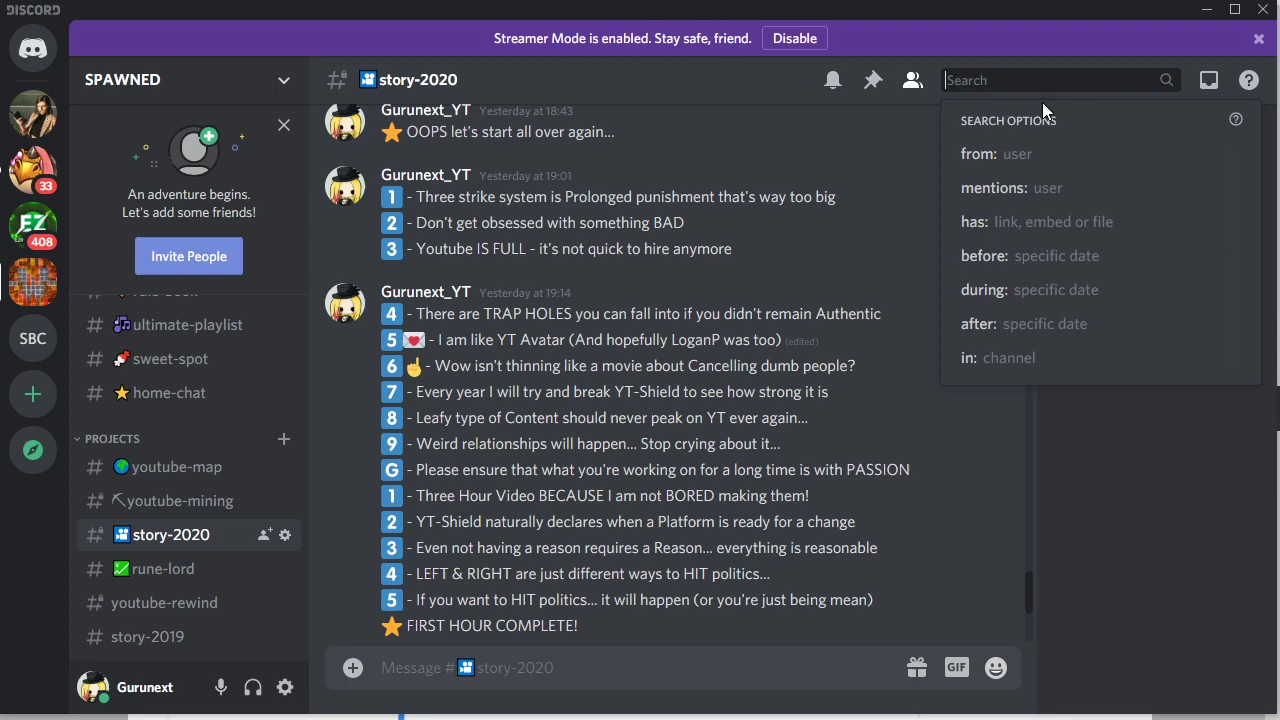 DISCORD
Streamer Mode is enabled. Stay safe, friend.
Disable
SPAWNED
story-2020
Search
33
EZ
408
SBC
An adventure begins.
Let's add some friends!
Invite People
ultimate-playlist
sweet-spot
home-chat
PROJECTS
youtube-map
youtube-mining
story-2020
rune-lord
youtube-rewind
story-2019
Gurunext
Gurunext_YT Yesterday at 18:43
OOPS let's start all over again...
Gurunext_YT Yesterday at 19:01
1 - Three strike system is Prolonged punishment that's way too big
2 - Don't get obsessed with something BAD
3 - Youtube IS FULL - it's not quick to hire anymore
Gurunext_YT Yesterday at 19:14
4 - There are TRAP HOLES you can fall into if you didn't remain Authentic
5 - I am like YT Avatar (And hopefully LoganP was too) (edited)
6 - Wow isn't thinning like a movie about Cancelling dumb people?
7 - Every year I will try and break YT-Shield to see how strong it is
8 - Leafy type of Content should never peak on YT ever again...
9 - Weird relationships will happen... Stop crying about it...
G - Please ensure that what you're working on for a long time is with PASSION
1 - Three Hour Video BECAUSE I am not BORED making them!
2 - YT-Shield naturally declares when a Platform is ready for a change
3 - Even not having a reason requires a Reason... everything is reasonable
4 - LEFT & RIGHT are just different ways to HIT politics...
5 - If you want to HIT politics... it will happen (or you're just being mean)
FIRST HOUR COMPLETE!
Message # story-2020
GIF
SEARCH OPTIONS
from: user
mentions: user
has: link, embed or file
before: specific date
during: specific date
after: specific date
in: channel